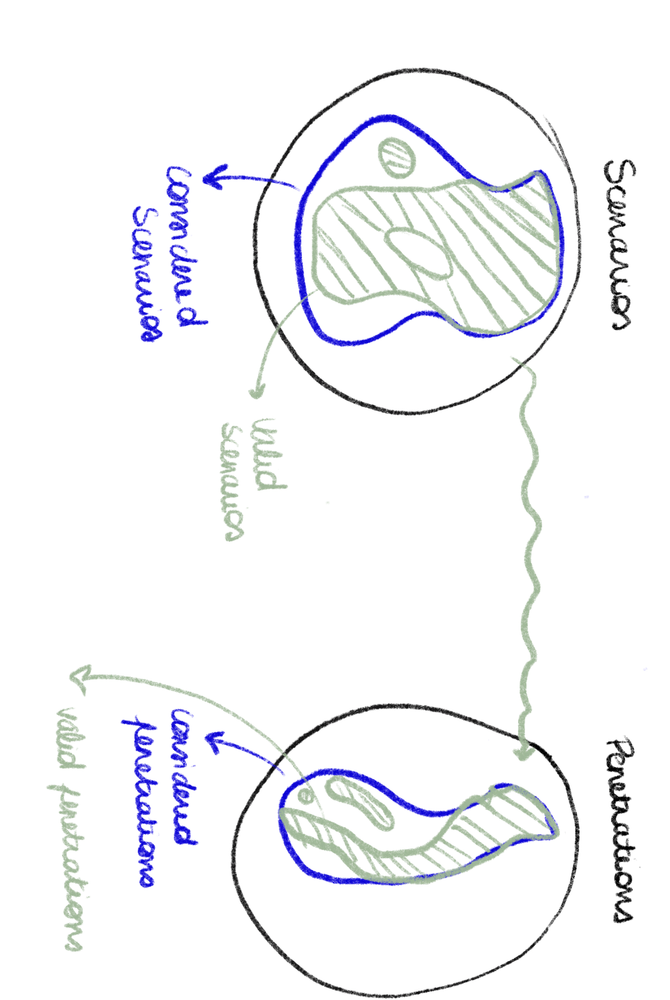 Scenarios
Considered
Scenarios
valid
scenarios
Penetrations
considered
penetrations
valid penetrations